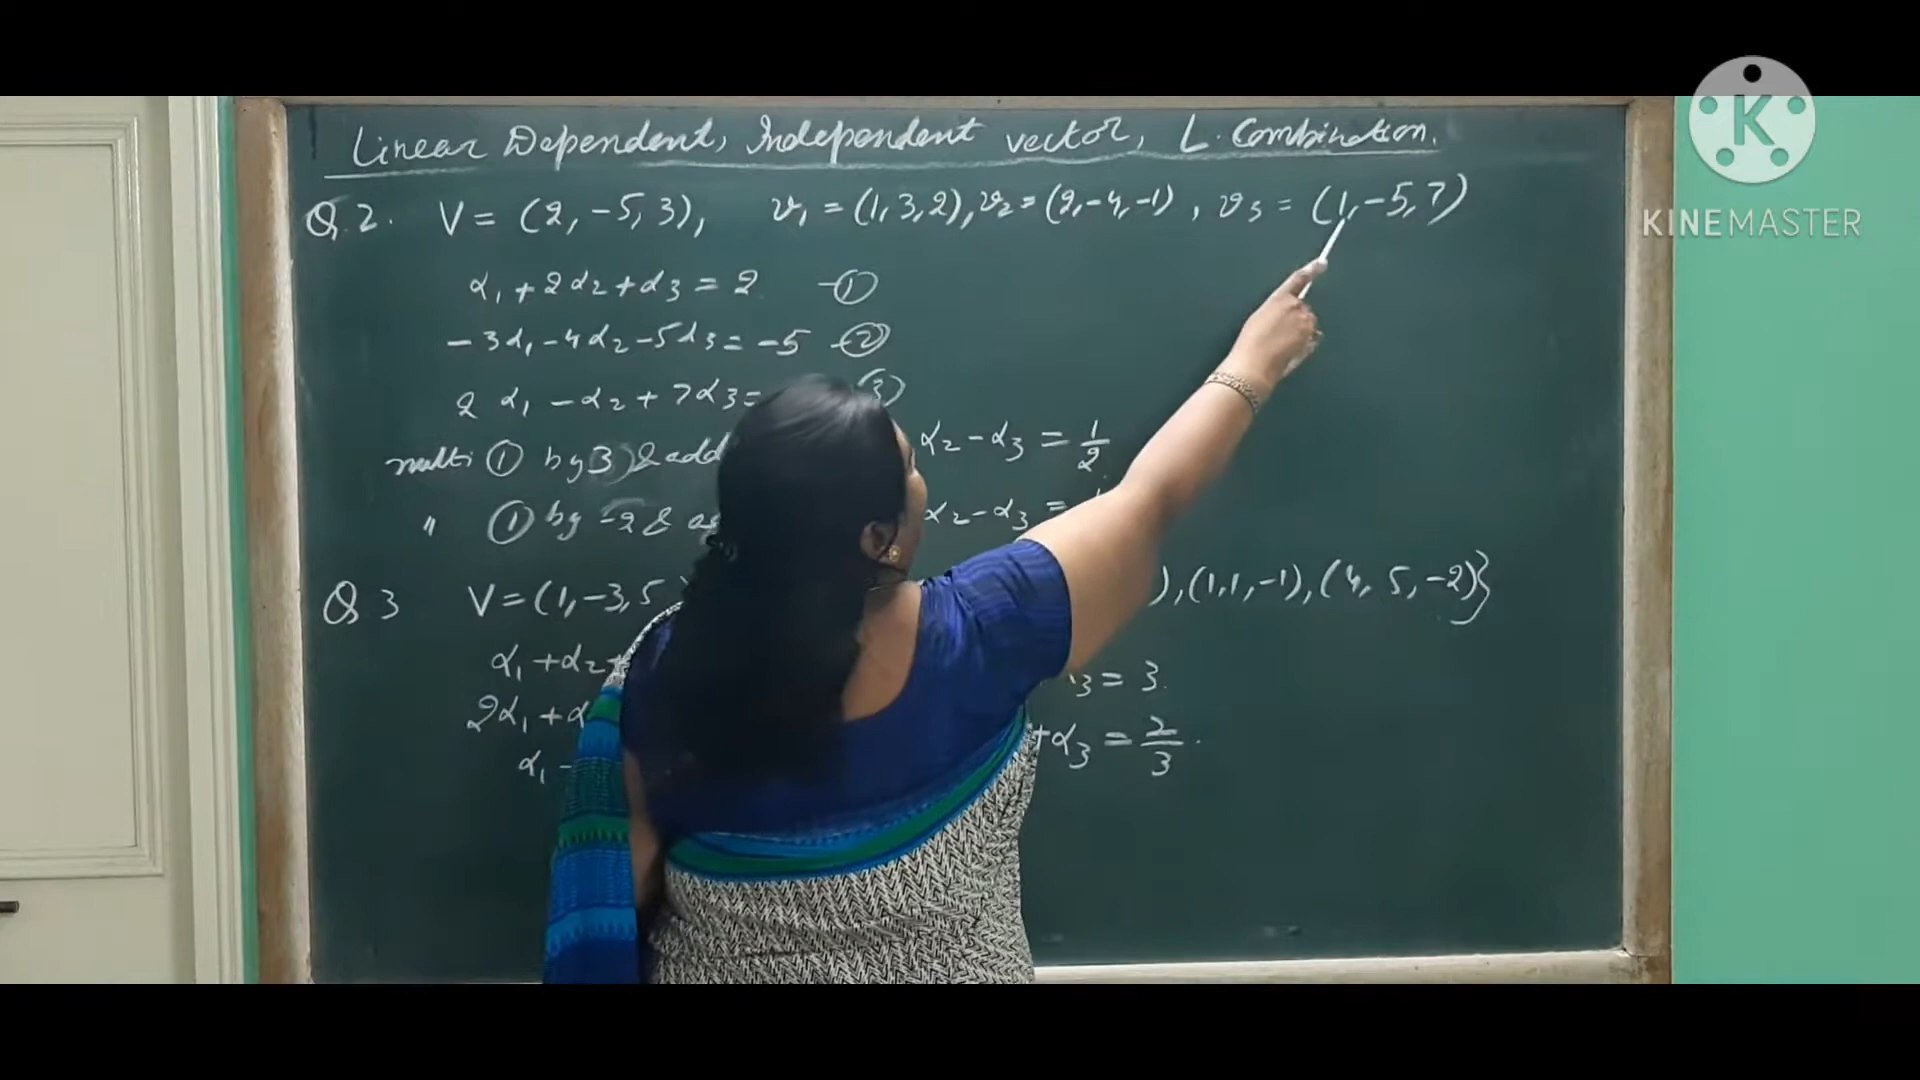 Linear Dependent, Independent vector, L. Combination.
K
KINEMASTER
Q.2. V = (2, -5, 3), v₁ = (1, 3, 2), v₂ = (2, -4, -1), v₃ = (1, -5, 7)
α₁ + 2α₂ + α₃ = 2 -①
-3α₁ - 4α₂ - 5α₃ = -5 -②
2α₁ - α₂ + 7α₃ =
multi ① by 3 & add α₂ - α₃ = 1/2
" ① by -2 & α₂ - α₃ =
Q 3 V = (1, -3, 5 ), (1, 1, -1), (4, 5, -2)}
α₁ + α₂ + ₃ = 3
2α₁ + + α₃ = 2/3.
α₁ -